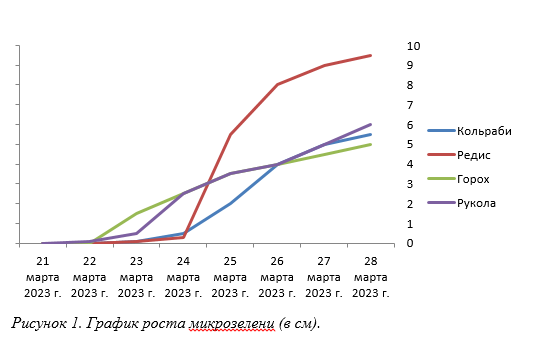 10
9
8
7
6
5
4
3
2
1
0
Кольраби
Редис
Горох
Рукола
21 марта 2023 г.
22 марта 2023 г.
23 марта 2023 г.
24 марта 2023 г.
25 марта 2023 г.
26 марта 2023 г.
27 марта 2023 г.
28 марта 2023 г.
Рисунок 1. График роста микрозелени (в см).